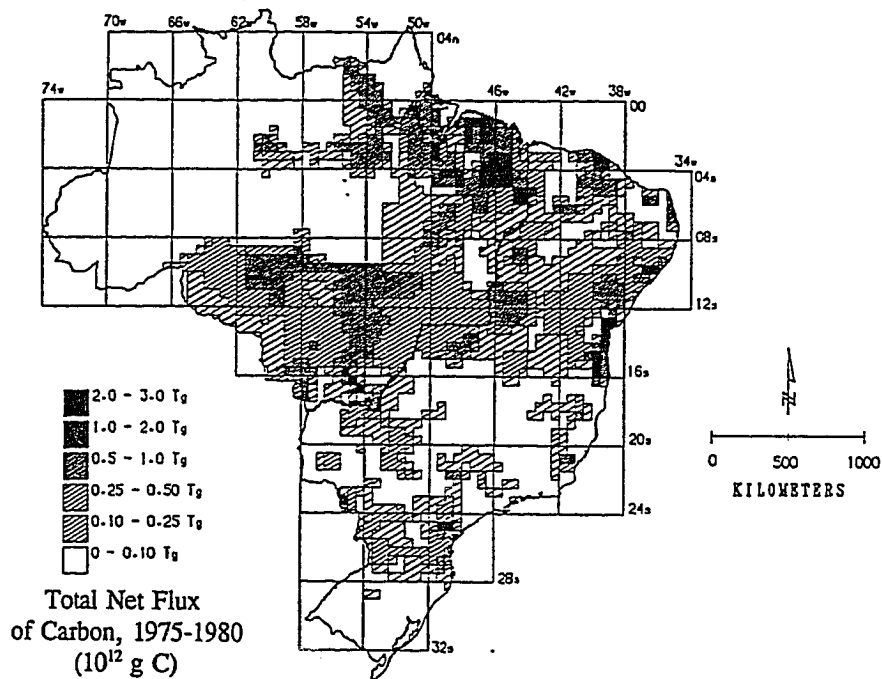 70w 66w 62w 58w 54w 50w
04n
74w 46w 42w 38w
00
34w
04s
08s
12s
16s
2.0 - 3.0 Tg
1.0 - 2.0 Tg
0.5 - 1.0 Tg
0.25 - 0.50 Tg
0.10 - 0.25 Tg
0 - 0.10 Tg
20s
24s
28s
32s
N
0 500 1000
KILOMETERS
Total Net Flux
of Carbon, 1975-1980
(10¹² g C)